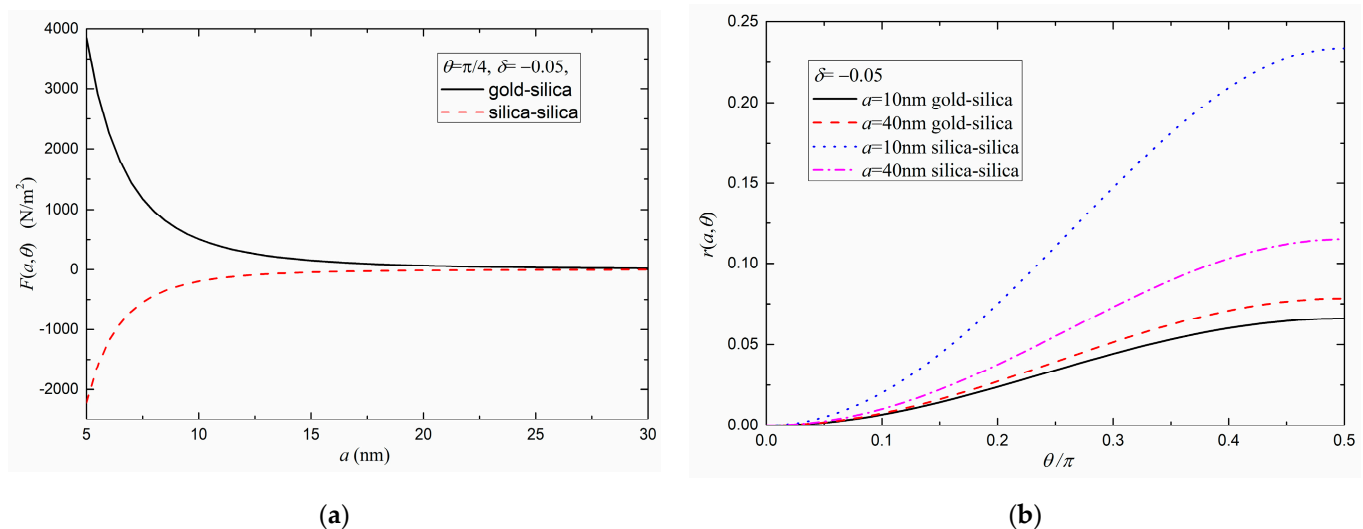 4000
3000
2000
1000
0
-1000
-2000
F(a,θ) (N/m²)
θ=π/4, δ= −0.05,
gold-silica
silica-silica
5 10 15 20 25 30
a (nm)
(a)
0.25
0.20
0.15
0.10
0.05
0.00
r(a,θ)
δ= −0.05
a=10nm gold-silica
a=40nm gold-silica
a=10nm silica-silica
a=40nm silica-silica
0.0 0.1 0.2 0.3 0.4 0.5
θ/π
(b)